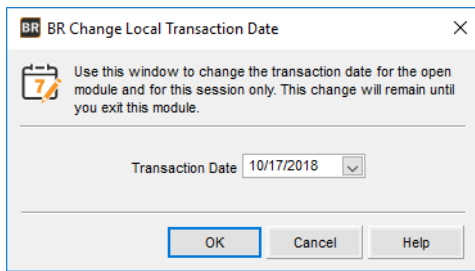 BR BR Change Local Transaction Date
Use this window to change the transaction date for the open
module and for this session only. This change will remain until
you exit this module.
7
Transaction Date 10/17/2018
OK Cancel Help